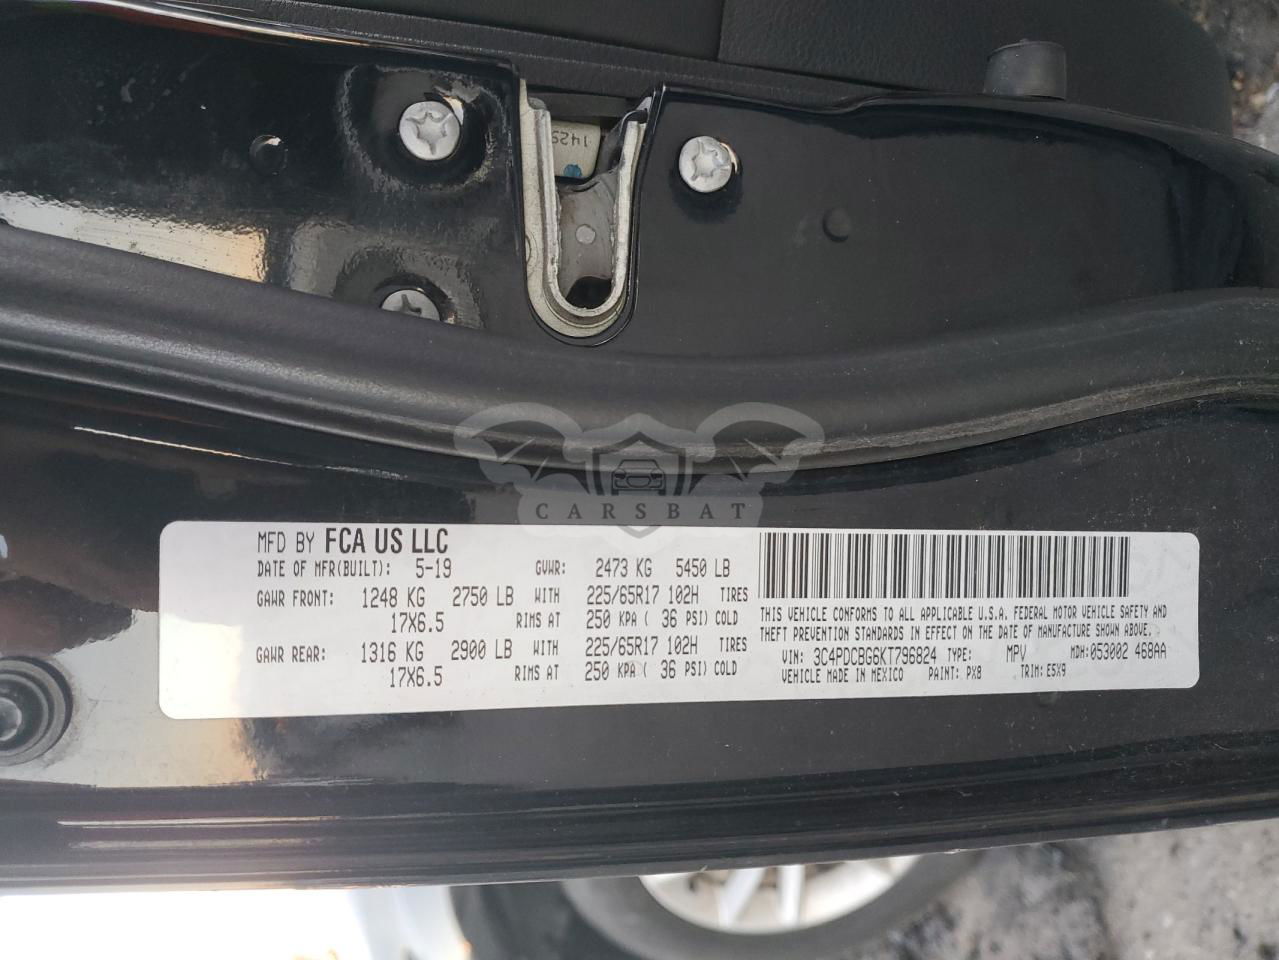 1429
CARSBAT
MFD BY FCA US LLC
DATE OF MFR(BUILT): 5-19 GVWR: 2473 KG 5450 LB
GAWR FRONT: 1248 KG 2750 LB WITH 225/65R17 102H TIRES
17X6.5 RIMS AT 250 KPA ( 36 PSI) COLD
GAWR REAR: 1316 KG 2900 LB WITH 225/65R17 102H TIRES
17X6.5 RIMS AT 250 KPA ( 36 PSI) COLD
THIS VEHICLE CONFORMS TO ALL APPLICABLE U.S.A. FEDERAL MOTOR VEHICLE SAFETY AND
THEFT PREVENTION STANDARDS IN EFFECT ON THE DATE OF MANUFACTURE SHOWN ABOVE.
VIN: 3C4PDCBG6KT796824 TYPE: MPV MDH:053002 468AA
VEHICLE MADE IN MEXICO PAINT: PX8 TRIM: E5X9